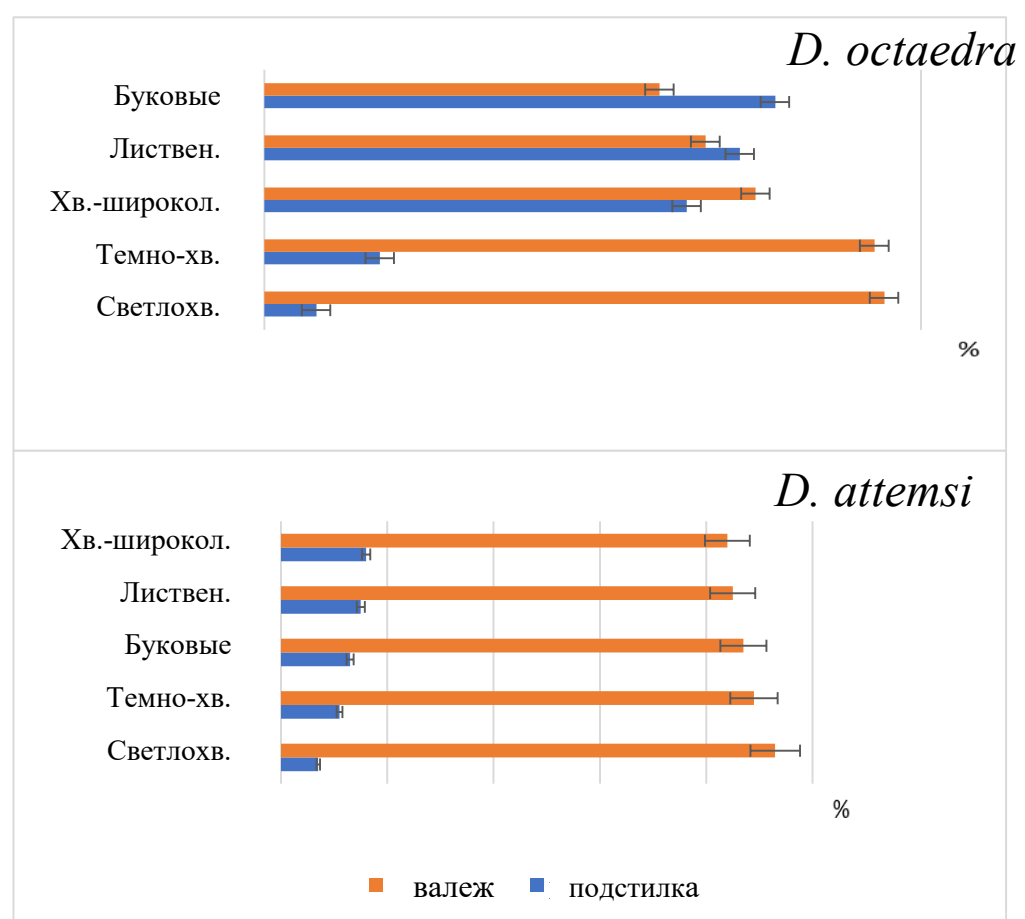 D. octaedra
Буковые
Листвен.
Хв.-широкол.
Темно-хв.
Светлохв.
%
D. attemsi
Хв.-широкол.
Листвен.
Буковые
Темно-хв.
Светлохв.
%
валеж подстилка